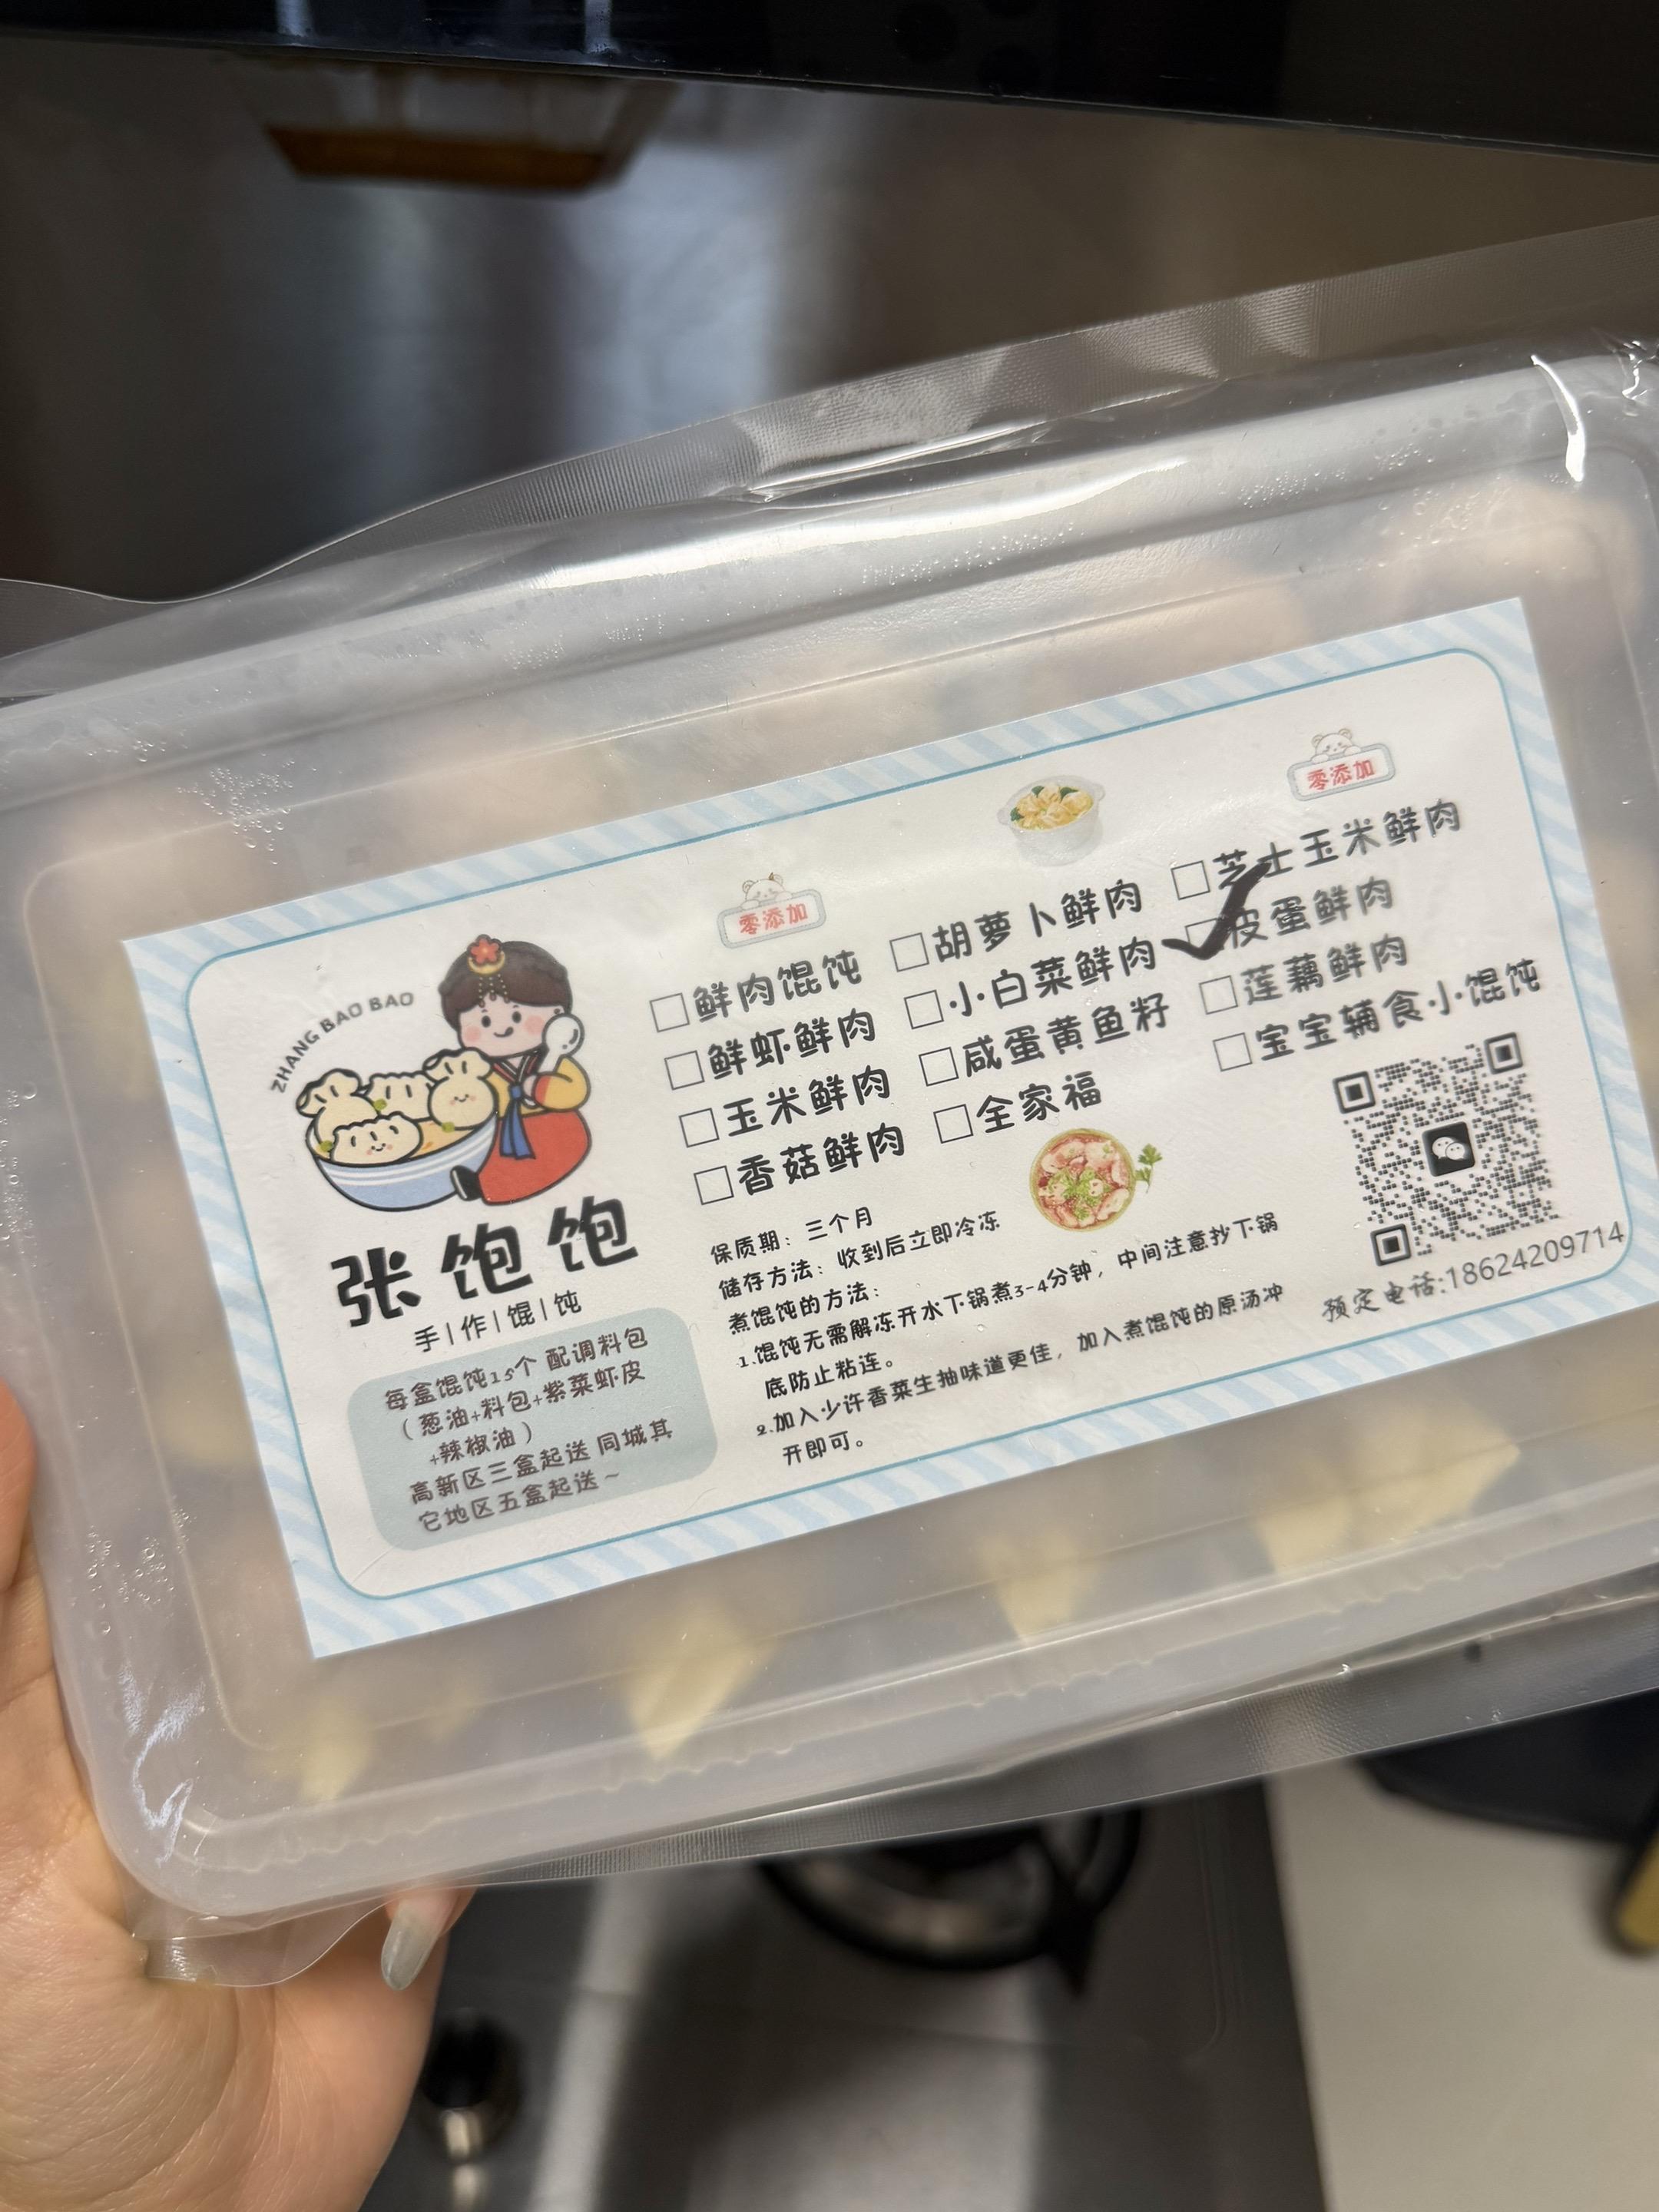 ZHANG BAO BAO
张饱饱
手|作|馄|饨
每盒馄饨15个 配调料包
（葱油+料包+紫菜虾皮
+辣椒油）
高新区三盒起送 同城其
它地区五盒起送~
零添加
□鲜肉馄饨
□鲜虾鲜肉
□玉米鲜肉
□香菇鲜肉
□胡萝卜鲜肉
□小白菜鲜肉
□咸蛋黄鱼籽
□全家福
零添加
□芝士玉米鲜肉
□皮蛋鲜肉
□莲藕鲜肉
□宝宝辅食小馄饨
保质期：三个月
储存方法：收到后立即冷冻
煮馄饨的方法：
1.馄饨无需解冻开水下锅煮3-4分钟，中间注意抄下锅
底防止粘连。
2.加入少许香菜生抽味道更佳，加入煮馄饨的原汤冲
开即可。
预定电话:18624209714